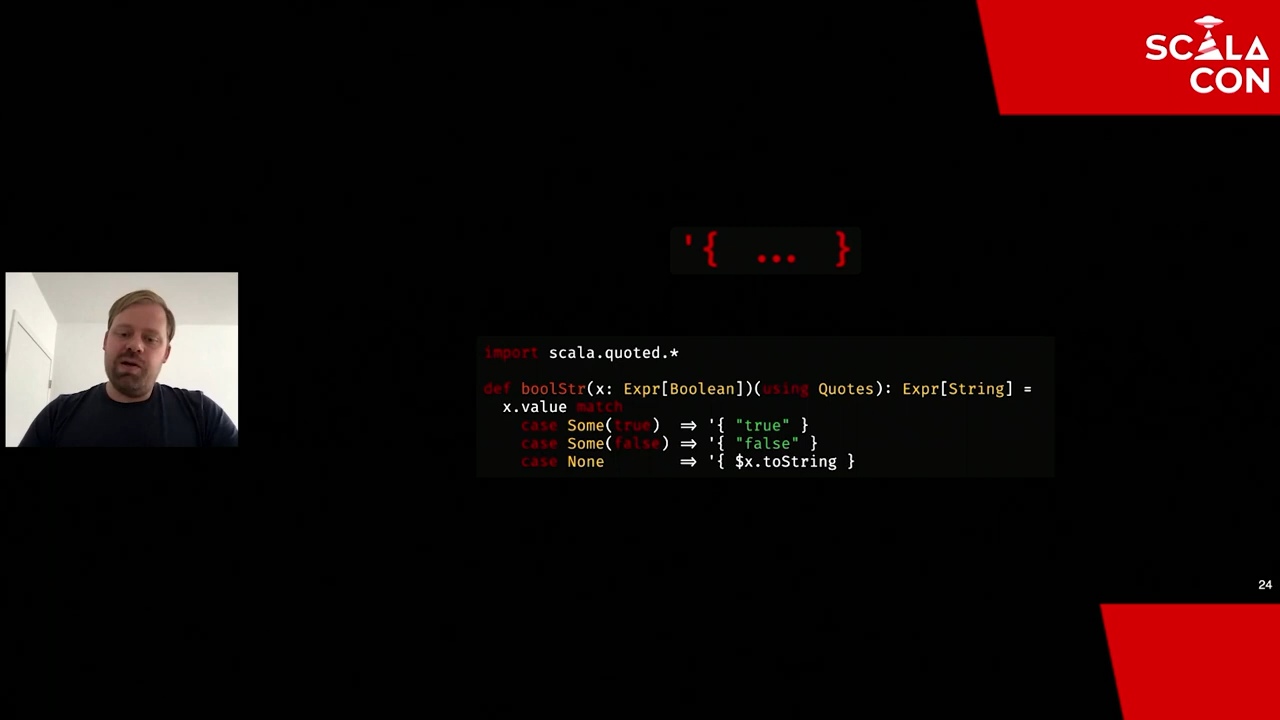 SCALA
CON
'{ ... }
import scala.quoted.*
def boolStr(x: Expr[Boolean])(using Quotes): Expr[String] =
x.value match
case Some(true) => '{ "true" }
case Some(false) => '{ "false" }
case None => '{ $x.toString }
24